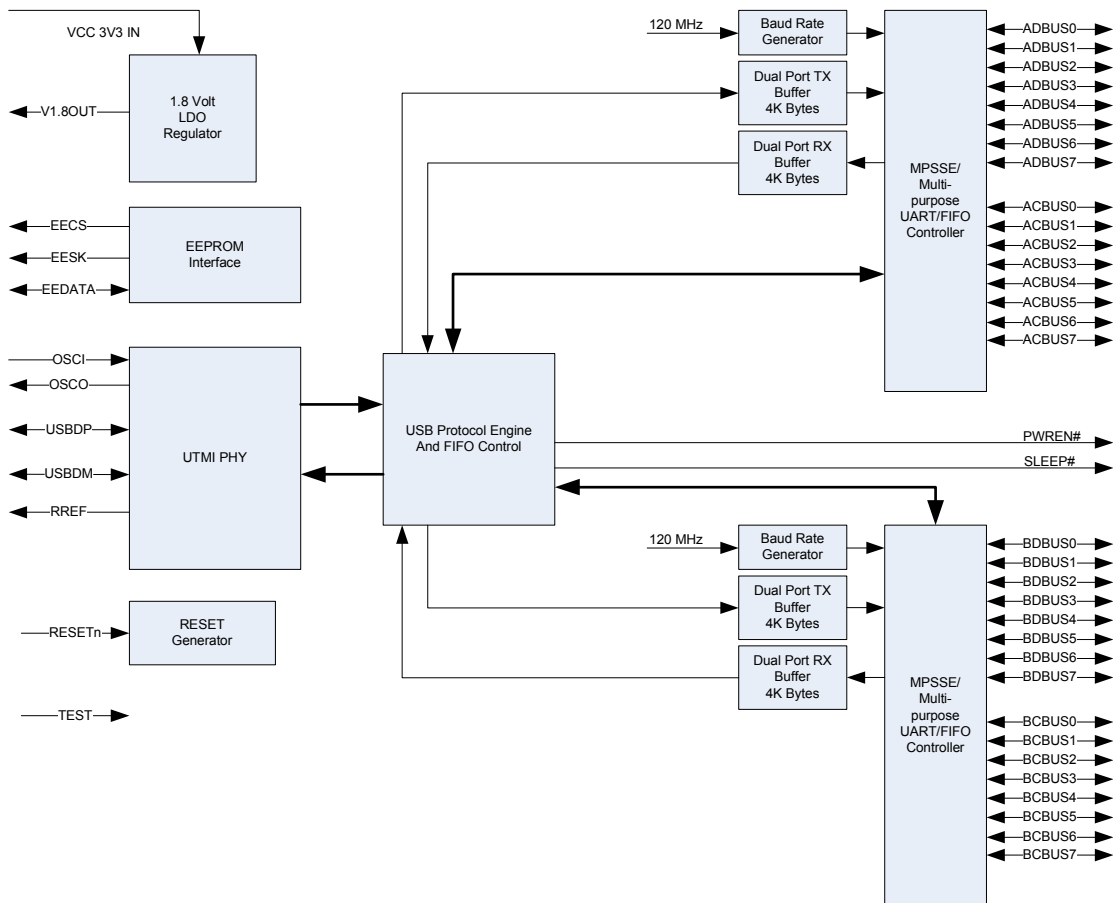 VCC 3V3 IN
1.8 Volt
LDO
Regulator
V1.8OUT
EECS
EESK
EEDATA
EEPROM
Interface
OSCI
OSCO
USBDP
USBDM
RREF
UTMI PHY
RESETn
RESET
Generator
TEST
USB Protocol Engine
And FIFO Control
120 MHz
Baud Rate
Generator
Dual Port TX
Buffer
4K Bytes
Dual Port RX
Buffer
4K Bytes
MPSSE/
Multi-
purpose
UART/FIFO
Controller
ADBUS0
ADBUS1
ADBUS2
ADBUS3
ADBUS4
ADBUS5
ADBUS6
ADBUS7
ACBUS0
ACBUS1
ACBUS2
ACBUS3
ACBUS4
ACBUS5
ACBUS6
ACBUS7
PWREN#
SLEEP#
120 MHz
Baud Rate
Generator
Dual Port TX
Buffer
4K Bytes
Dual Port RX
Buffer
4K Bytes
MPSSE/
Multi-
purpose
UART/FIFO
Controller
BDBUS0
BDBUS1
BDBUS2
BDBUS3
BDBUS4
BDBUS5
BDBUS6
BDBUS7
BCBUS0
BCBUS1
BCBUS2
BCBUS3
BCBUS4
BCBUS5
BCBUS6
BCBUS7